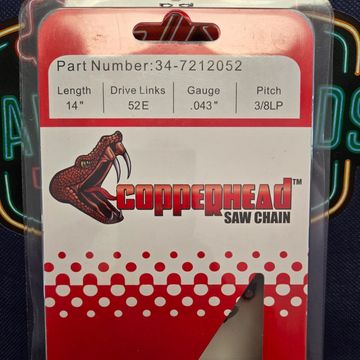 Part Number:34-7212052
Length Drive Links Gauge Pitch
14" 52E .043" 3/8LP
COPPERHEAD™
SAW CHAIN